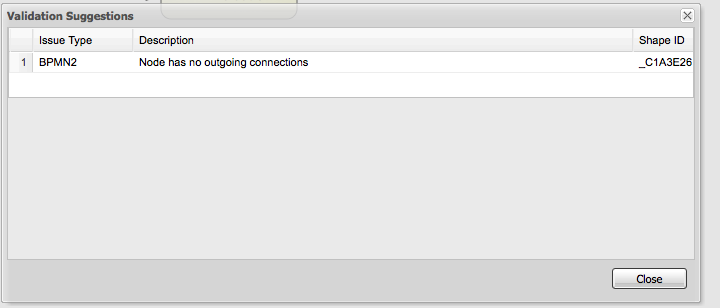 Validation Suggestions
Issue Type Description Shape ID
1 BPMN2 Node has no outgoing connections _C1A3E26
Close